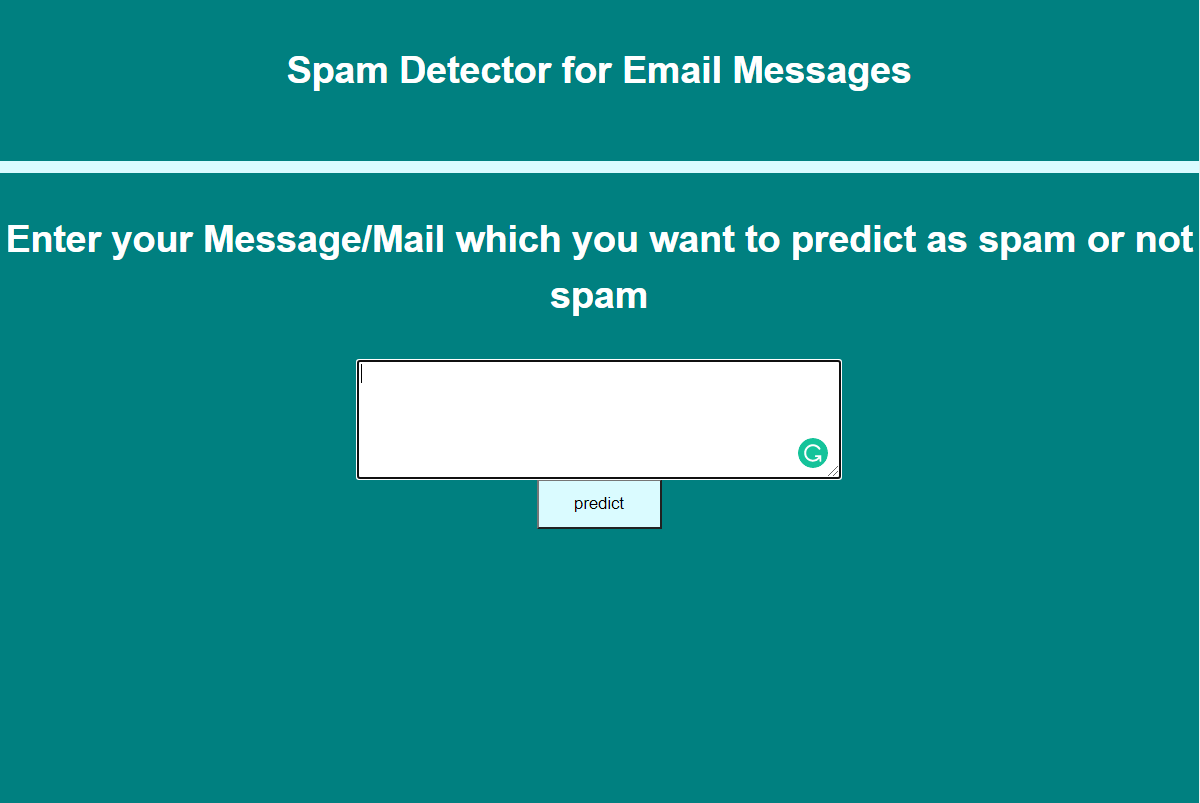 Spam Detector for Email Messages
Enter your Message/Mail which you want to predict as spam or not
spam
predict